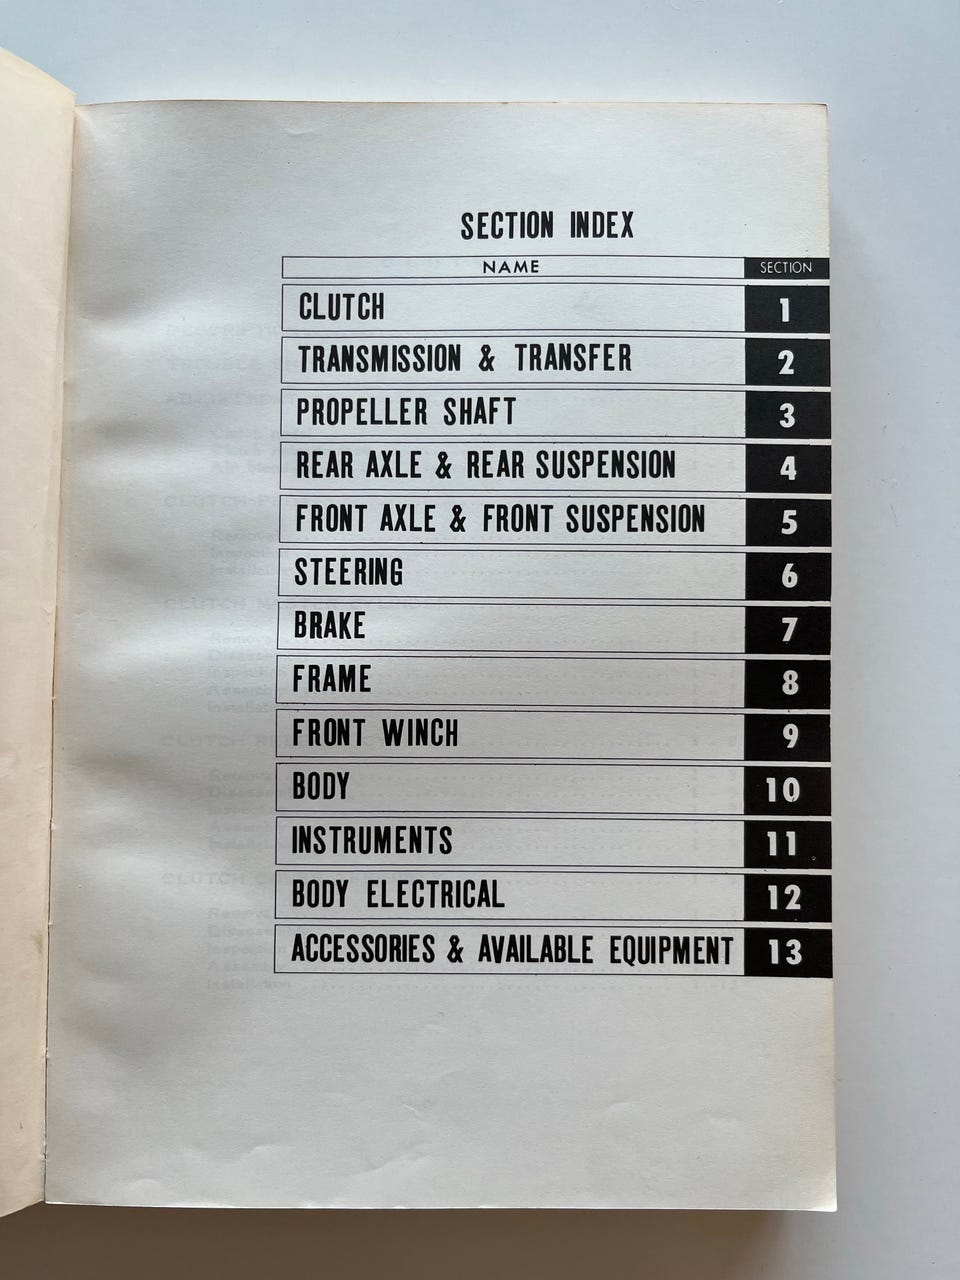 SECTION INDEX
NAME SECTION
CLUTCH 1
TRANSMISSION & TRANSFER 2
PROPELLER SHAFT 3
REAR AXLE & REAR SUSPENSION 4
FRONT AXLE & FRONT SUSPENSION 5
STEERING 6
BRAKE 7
FRAME 8
FRONT WINCH 9
BODY 10
INSTRUMENTS 11
BODY ELECTRICAL 12
ACCESSORIES & AVAILABLE EQUIPMENT 13